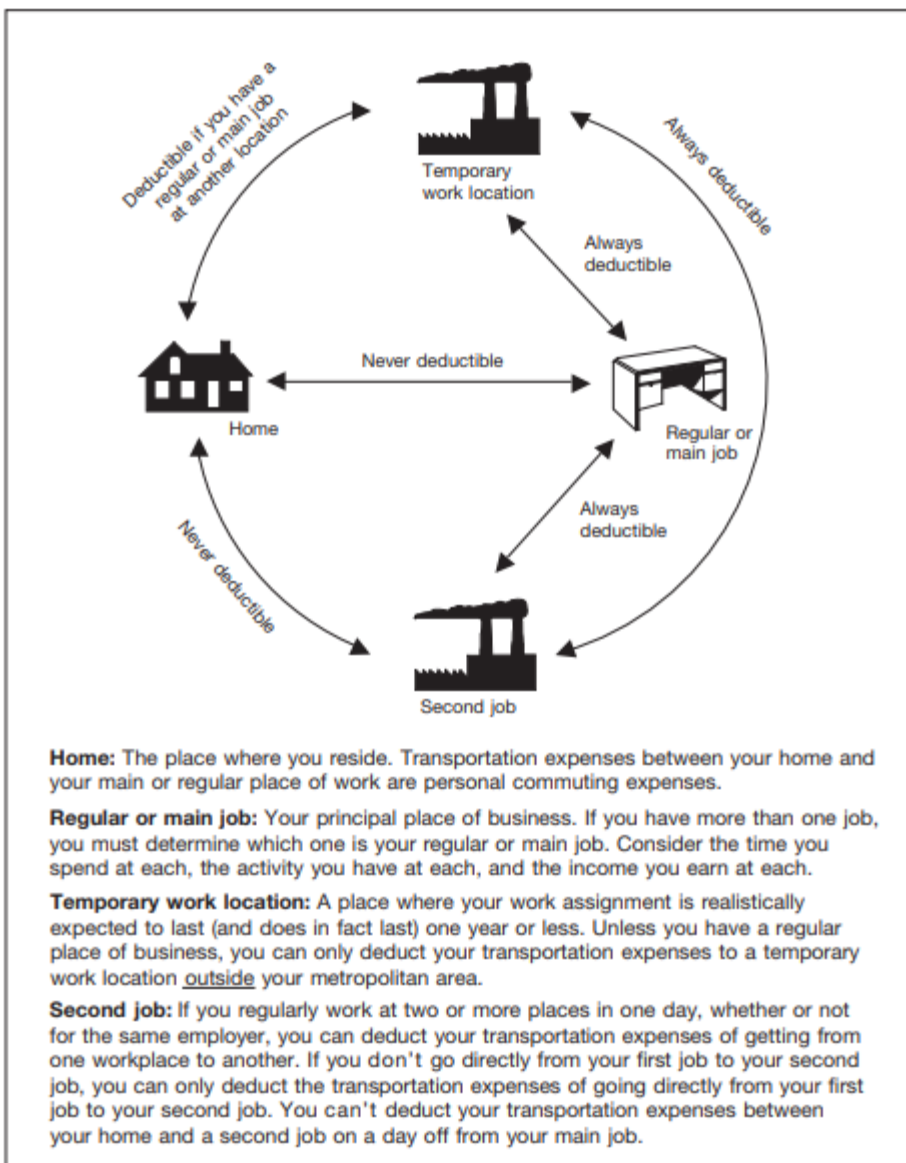 Deductible if you have a
regular or main job
at another location
Temporary
work location
Always deductible
Always
deductible
Never deductible
Home
Regular or
main job
Always
deductible
Never deductible
Second job
Home: The place where you reside. Transportation expenses between your home and
your main or regular place of work are personal commuting expenses.
Regular or main job: Your principal place of business. If you have more than one job,
you must determine which one is your regular or main job. Consider the time you
spend at each, the activity you have at each, and the income you earn at each.
Temporary work location: A place where your work assignment is realistically
expected to last (and does in fact last) one year or less. Unless you have a regular
place of business, you can only deduct your transportation expenses to a temporary
work location outside your metropolitan area.
Second job: If you regularly work at two or more places in one day, whether or not
for the same employer, you can deduct your transportation expenses of getting from
one workplace to another. If you don't go directly from your first job to your second
job, you can only deduct the transportation expenses of going directly from your first
job to your second job. You can't deduct your transportation expenses between
your home and a second job on a day off from your main job.